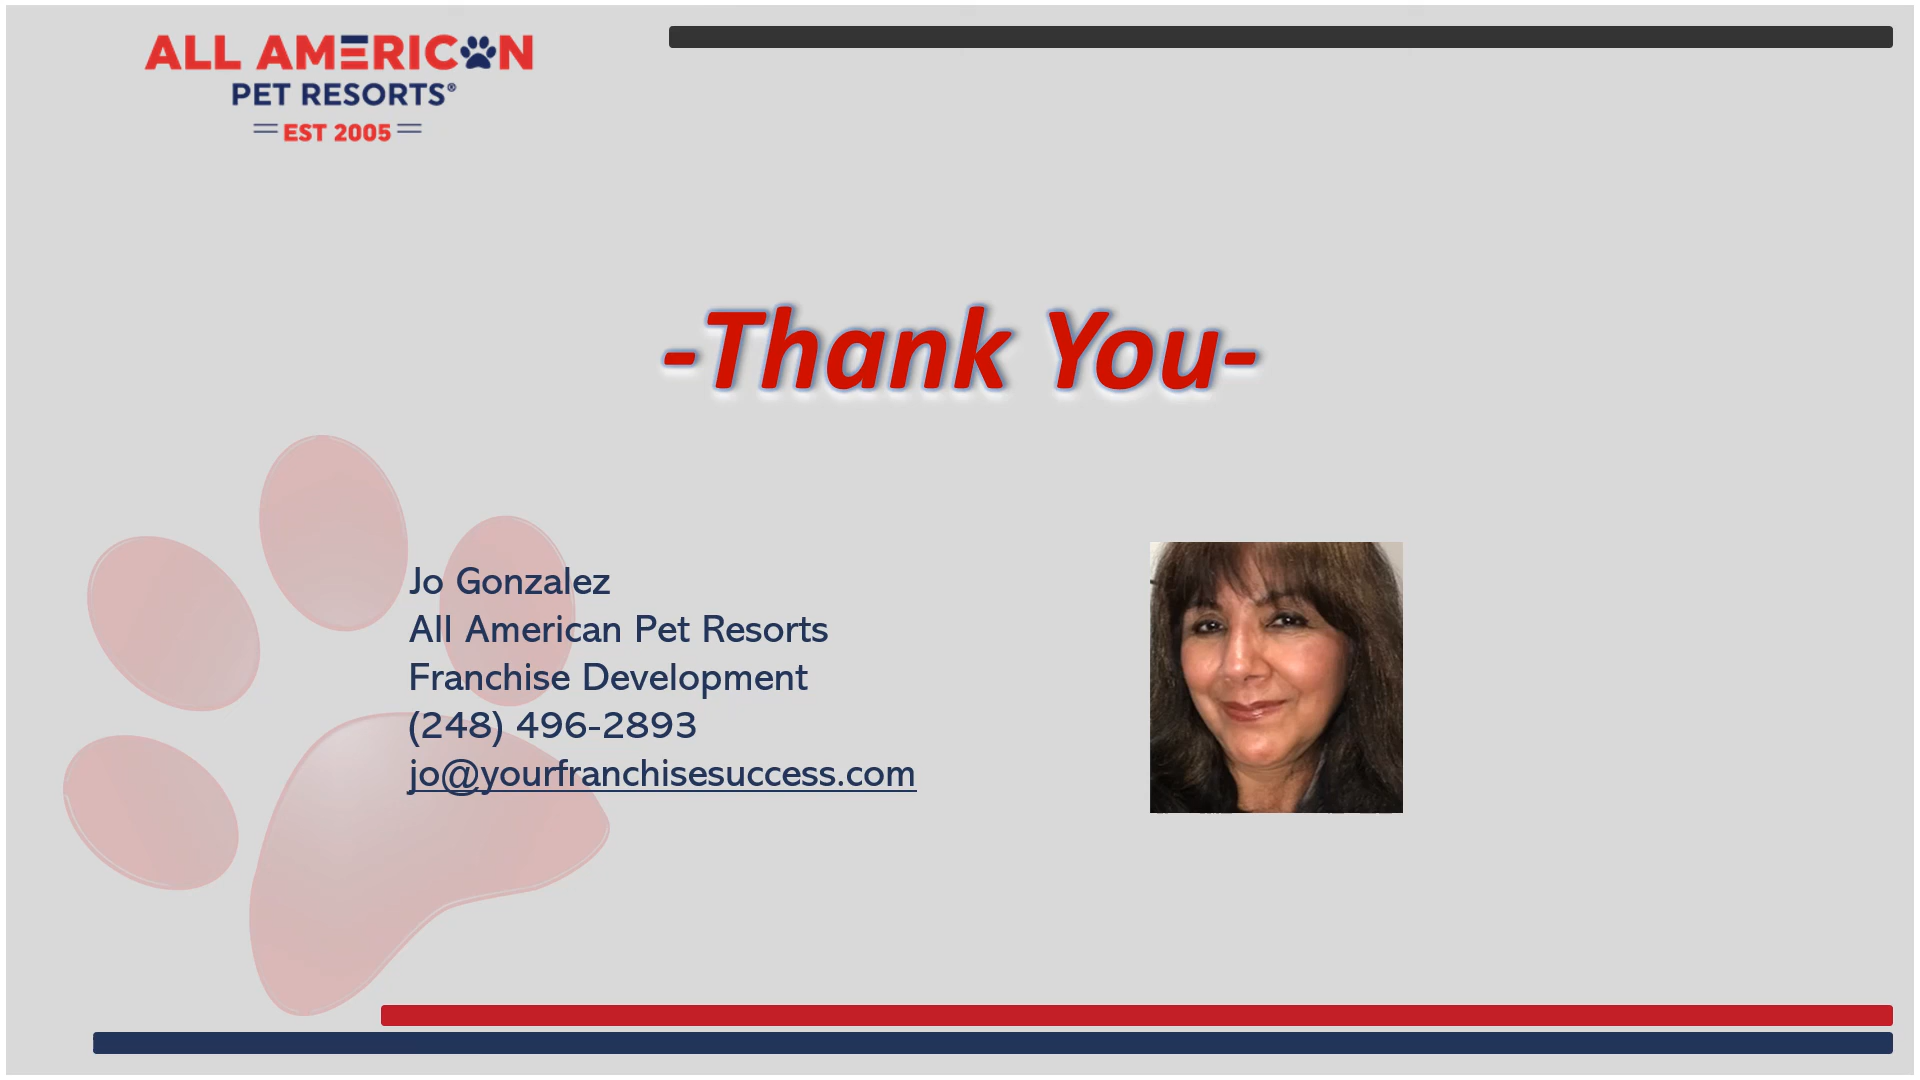 ALL AMERICAN
PET RESORTS®
EST 2005
-Thank You-
Jo Gonzalez
All American Pet Resorts
Franchise Development
(248) 496-2893
jo@yourfranchisesuccess.com